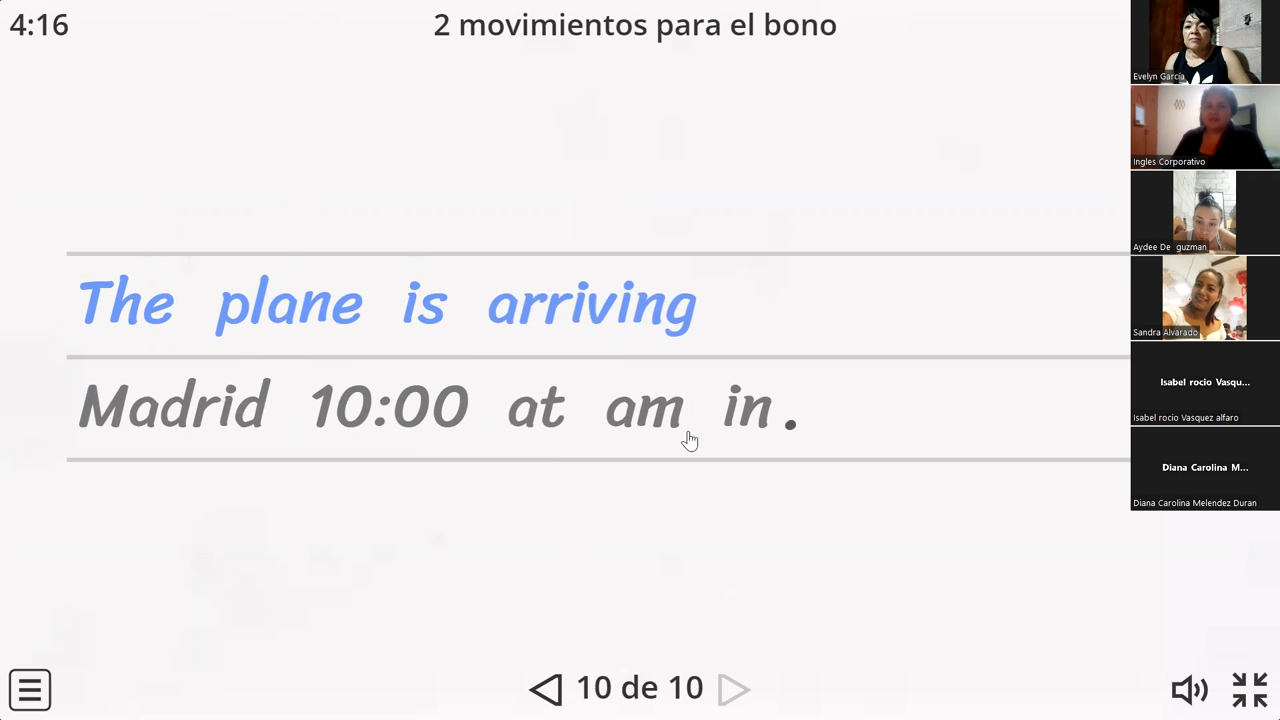 4:16
2 movimientos para el bono
Evelyn García
Ingles Corporativo
Aydee De guzman
The plane is arriving
Sandra Alvarado
Madrid 10:00 at am in.
Isabel rocio Vasqu...
Isabel rocio Vasquez alfaro
Diana Carolina M...
Diana Carolina Melendez Duran
10 de 10